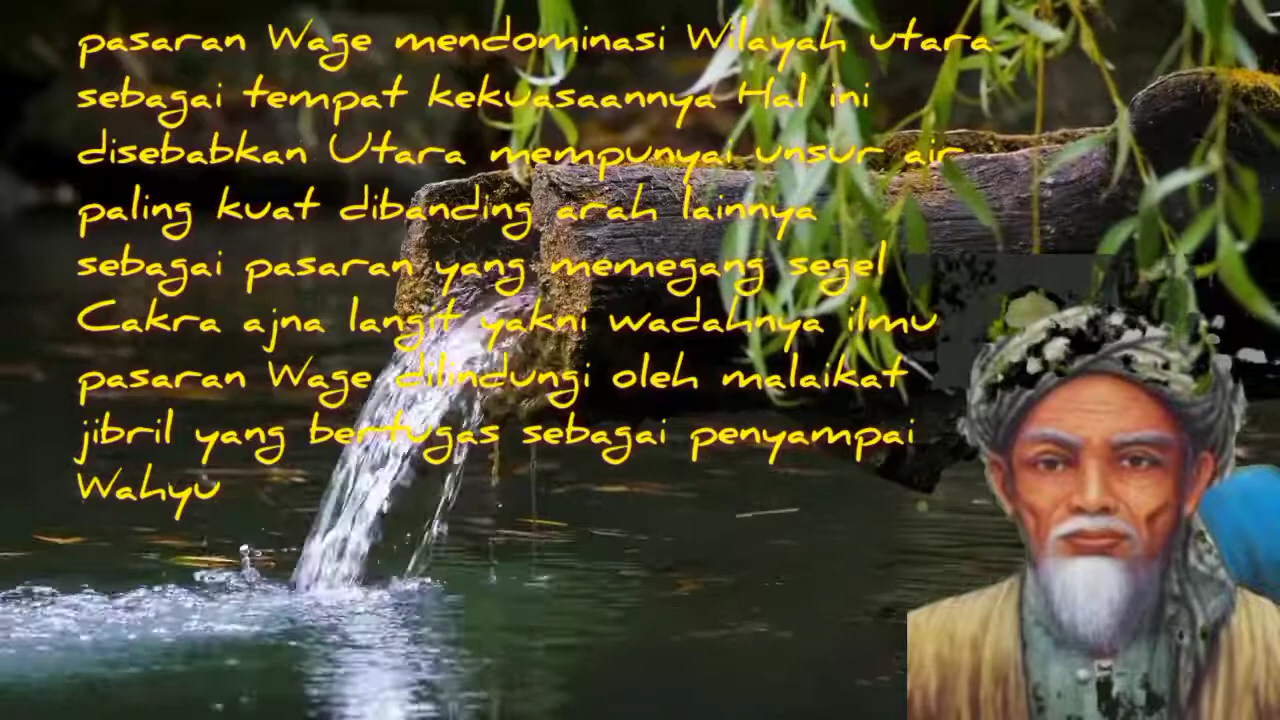 pasaran Wage mendominasi Wilayah utara
sebagai tempat kekuasaannya Hal ini
disebabkan Utara mempunyai unsur air
paling kuat dibanding arah lainnya
sebagai pasaran yang memegang segel
Cakra ajna langit yakni wadahnya ilmu
pasaran Wage dilindungi oleh malaikat
jibril yang bertugas sebagai penyampai
Wahyu